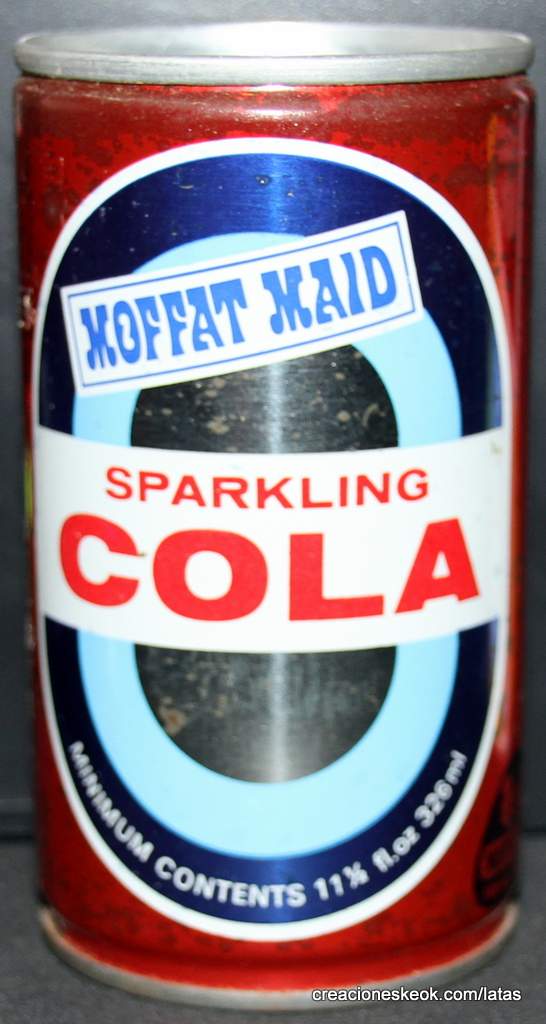 MOFFAT MAID
SPARKLING
COLA
MINIMUM CONTENTS 11½ fl.oz 326ml
creacioneskeok.com/latas